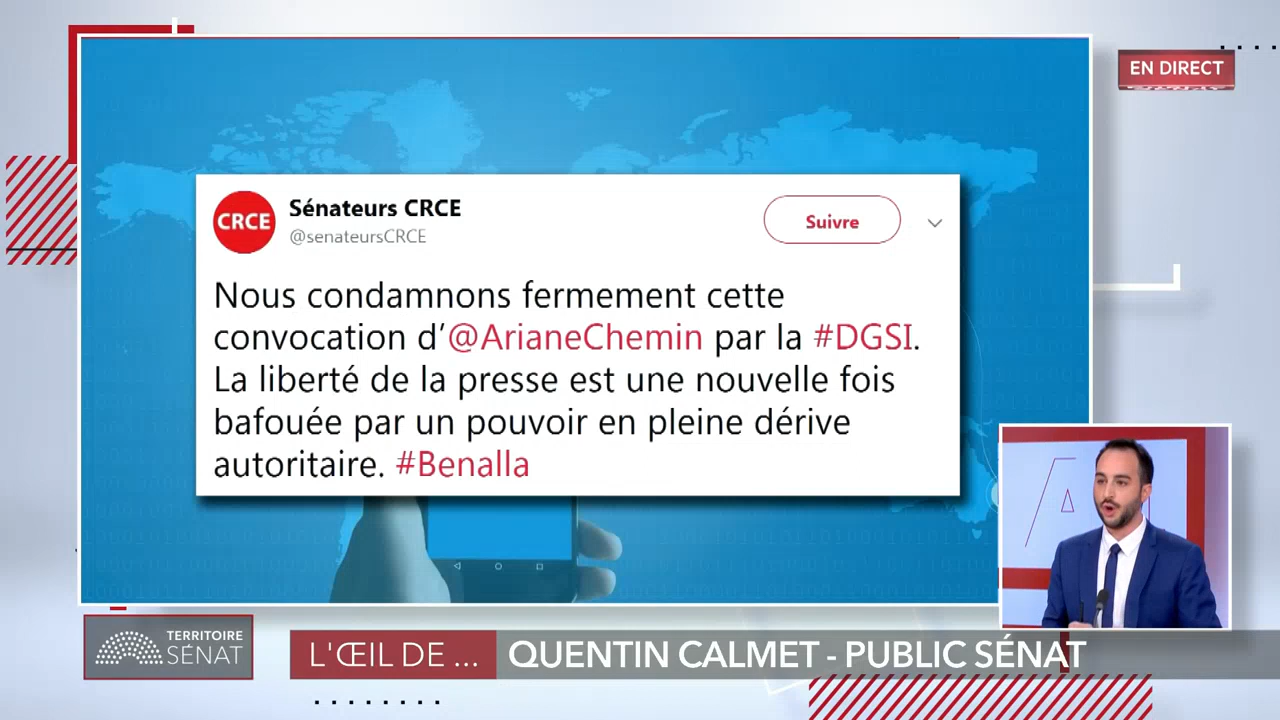 EN DIRECT
CRCE
Sénateurs CRCE
@senateursCRCE
Suivre
Nous condamnons fermement cette
convocation d'@ArianeChemin par la #DGSI.
La liberté de la presse est une nouvelle fois
bafouée par un pouvoir en pleine dérive
autoritaire. #Benalla
TERRITOIRE
SÉNAT
L'ŒIL DE ...
QUENTIN CALMET - PUBLIC SÉNAT